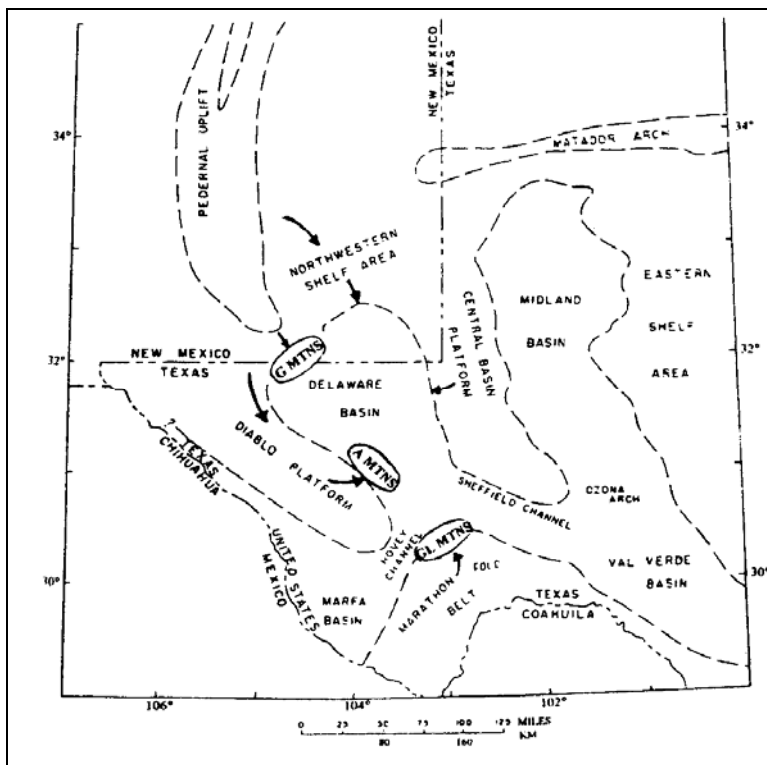 NEW MEXICO
TEXAS
34°
34°
PEDERNAL UPLIFT
MATADOR ARCH
NORTHWESTERN
SHELF AREA
CENTRAL BASIN
PLATFORM
MIDLAND
BASIN
EASTERN
SHELF
AREA
32°
32°
NEW MEXICO
TEXAS
G MTNS
DELAWARE
BASIN
DIABLO PLATFORM
A MTNS
?
TEXAS
CHIHUAHUA
SHEFFIELD CHANNEL
OZONA
ARCH
HOVEY
CHANNEL
GL MTNS
30°
30°
UNITED STATES
MEXICO
MARFA
BASIN
MARATHON FOLD
BELT
VAL VERDE
BASIN
TEXAS
COAHUILA
106°
104°
102°
0 25 50 75 100 125 MILES
80 160 KM